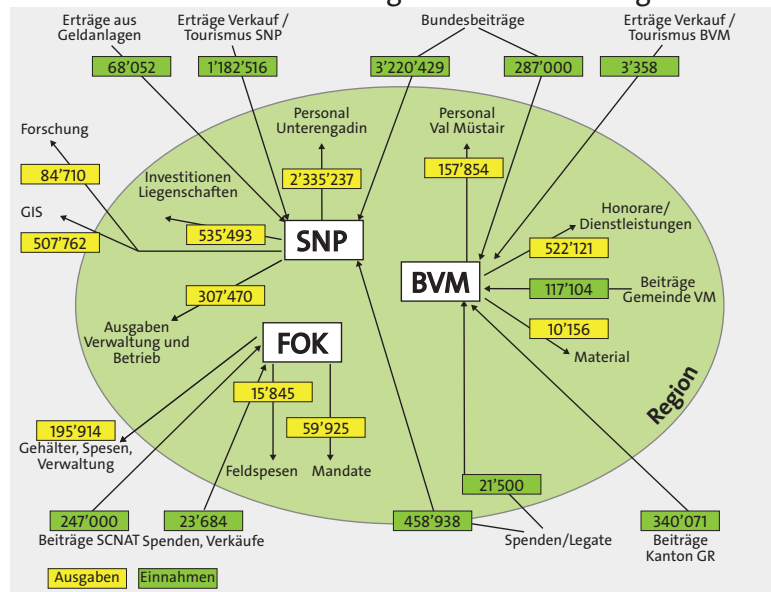 Erträge aus
Geldanlagen
Erträge Verkauf /
Tourismus SNP
Bundesbeiträge
Erträge Verkauf /
Tourismus BVM
68’052
1’182’516
3’220’429
287’000
3’358
Forschung
84’710
GIS
507’762
Investitionen
Liegenschaften
535’493
Personal
Unterengadin
2’335’237
Personal
Val Müstair
157’854
SNP
BVM
Honorare/
Dienstleistungen
522’121
117’104
Beiträge
Gemeinde VM
10’156
Material
307’470
Ausgaben
Verwaltung und
Betrieb
FOK
15’845
59’925
Feldspesen
Mandate
195’914
Gehälter, Spesen,
Verwaltung
Region
247’000
Beiträge SCNAT
23’684
Spenden, Verkäufe
458’938
21’500
Spenden/Legate
340’071
Beiträge
Kanton GR
Ausgaben
Einnahmen